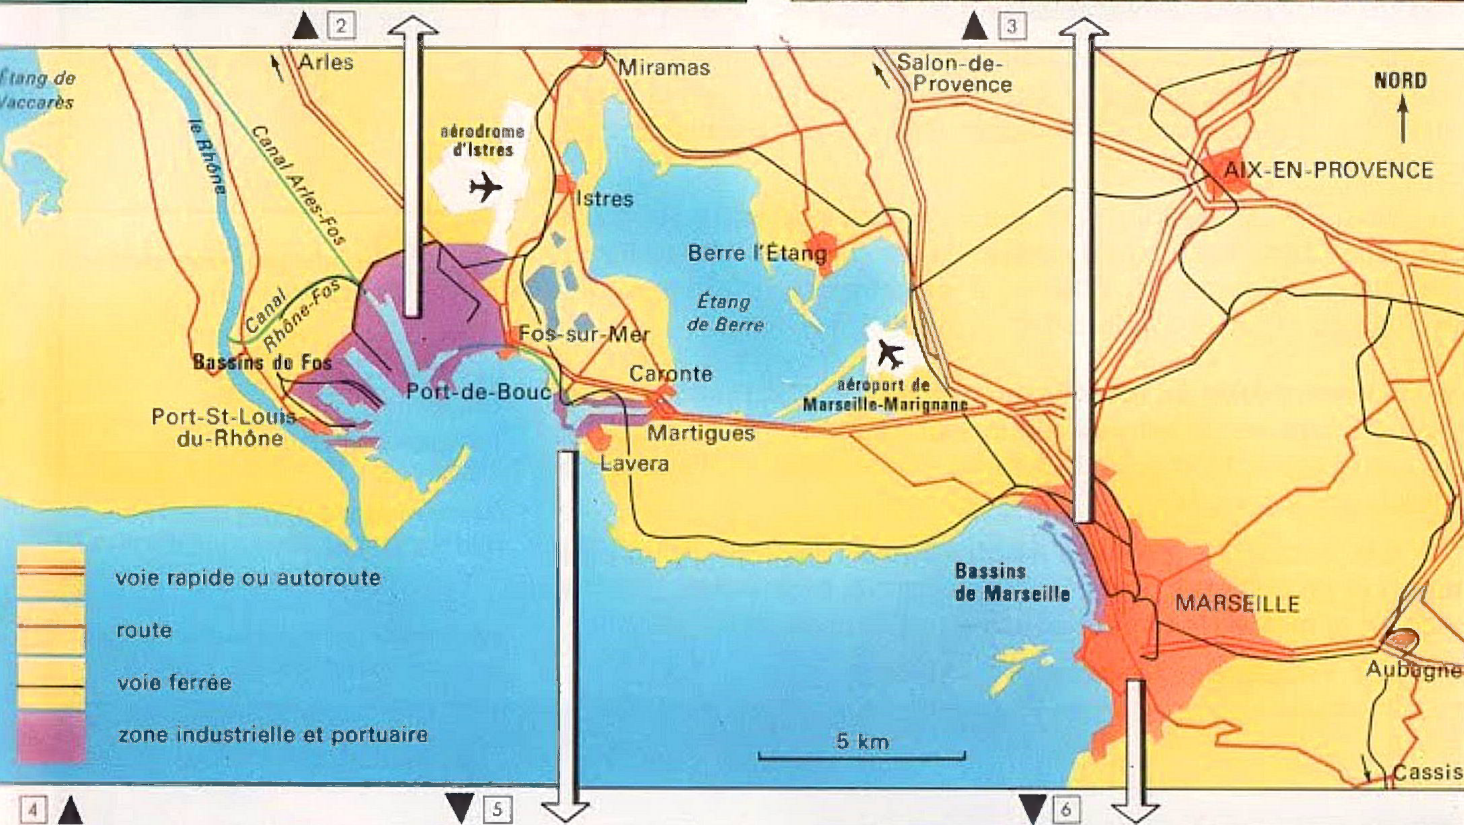 2
3
Étang de
Vaccarès
le Rhône
Canal Arles-Fos
Arles
Miramas
Salon-de-
Provence
NORD
aérodrome
d'Istres
AIX-EN-PROVENCE
Istres
Berre l'Étang
Étang
de Berre
Canal
Rhône-Fos
Bassins de Fos
Fos-sur-Mer
Caronte
Port-de-Bouc
aéroport de
Marseille-Marignane
Port-St-Louis-
du-Rhône
Martigues
Lavera
Bassins
de Marseille
MARSEILLE
Aubagne
Cassis
voie rapide ou autoroute
route
voie ferrée
zone industrielle et portuaire
5 km
4
5
6